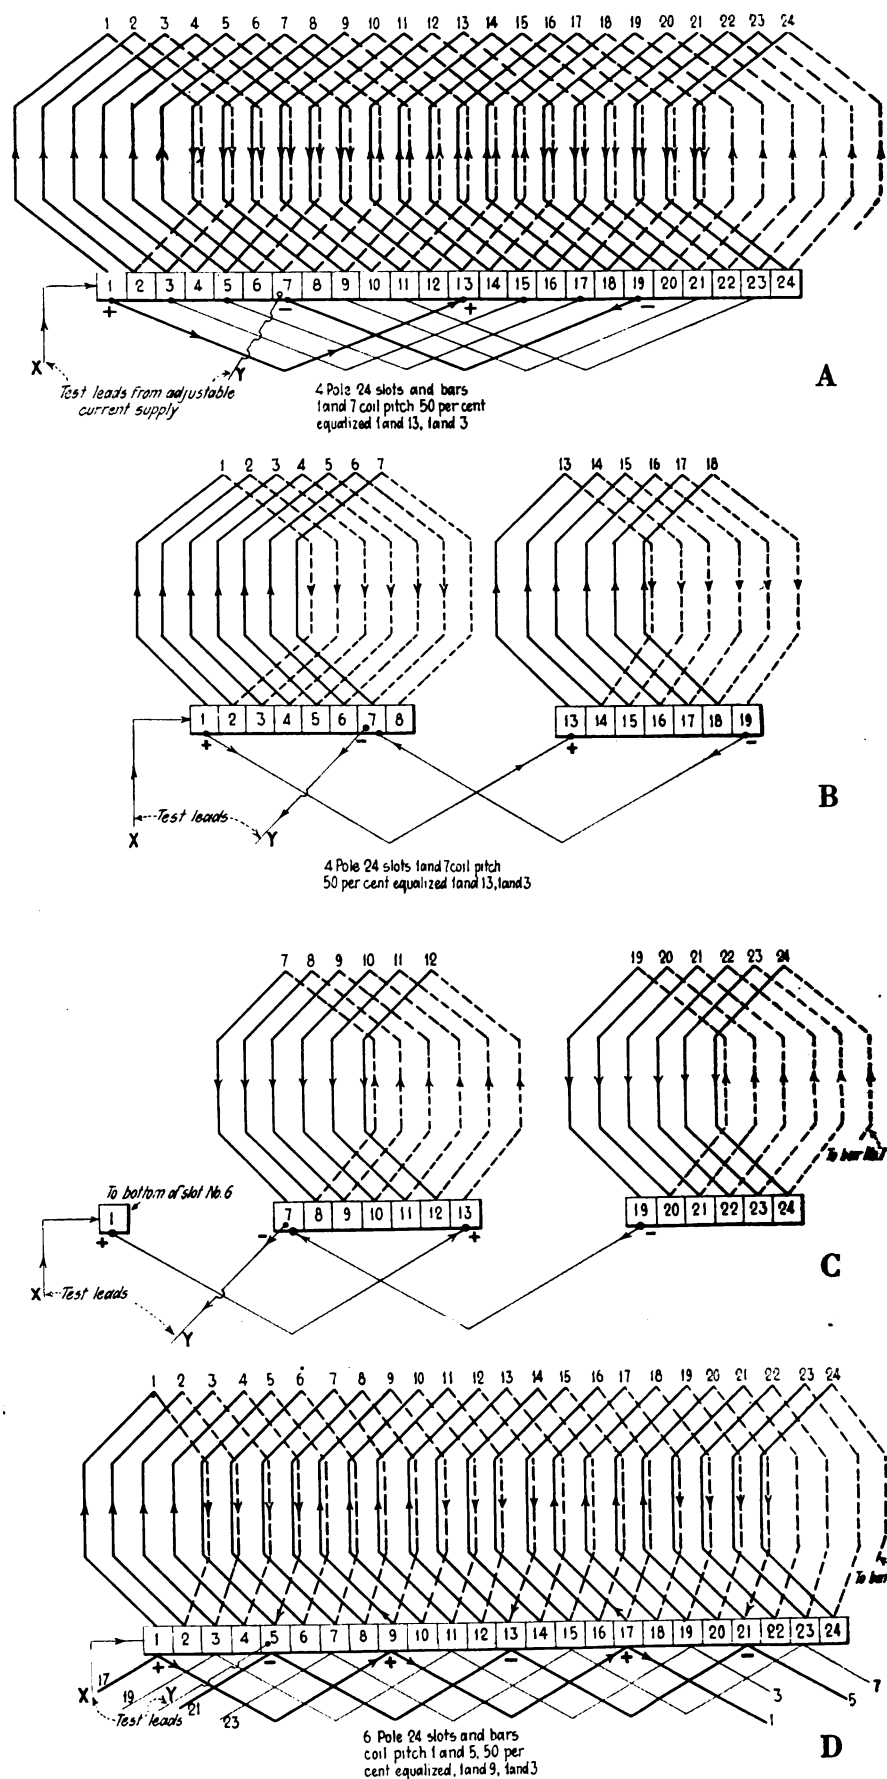 1 2 3 4 5 6 7 8 9 10 11 12 13 14 15 16 17 18 19 20 21 22 23 24
1 2 3 4 5 6 7 8 9 10 11 12 13 14 15 16 17 18 19 20 21 22 23 24
+ − + −
X
Y
Test leads from adjustable
current supply
4 Pole 24 slots and bars
1 and 7 coil pitch 50 per cent
equalized 1 and 13, 1 and 3
A
1 2 3 4 5 6 7
13 14 15 16 17 18
1 2 3 4 5 6 7 8
13 14 15 16 17 18 19
+ − + −
X
Test leads
Y
4 Pole 24 slots 1 and 7 coil pitch
50 per cent equalized 1 and 13, 1 and 3
B
7 8 9 10 11 12
19 20 21 22 23 24
To bar No.1
To bottom of slot No. 6
1
7 8 9 10 11 12 13
19 20 21 22 23 24
+ − + −
X
Test leads
Y
C
1 2 3 4 5 6 7 8 9 10 11 12 13 14 15 16 17 18 19 20 21 22 23 24
To bar
1 2 3 4 5 6 7 8 9 10 11 12 13 14 15 16 17 18 19 20 21 22 23 24
+ − + − + −
X
17
19
Y
21
23
Test leads
1
3
5
7
6 Pole 24 slots and bars
coil pitch 1 and 5, 50 per
cent equalized, 1 and 9, 1 and 3
D